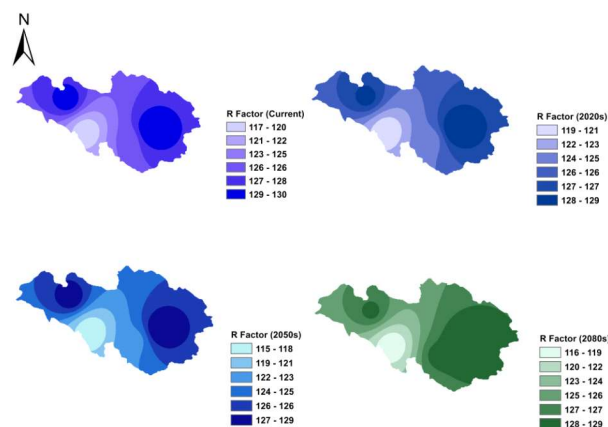 N
R Factor (Current)
117 - 120
121 - 122
123 - 125
126 - 126
127 - 128
129 - 130
R Factor (2020s)
119 - 121
122 - 123
124 - 125
126 - 126
127 - 127
128 - 129
R Factor (2050s)
115 - 118
119 - 121
122 - 123
124 - 125
126 - 126
127 - 129
R Factor (2080s)
116 - 119
120 - 122
123 - 124
125 - 126
127 - 127
128 - 129